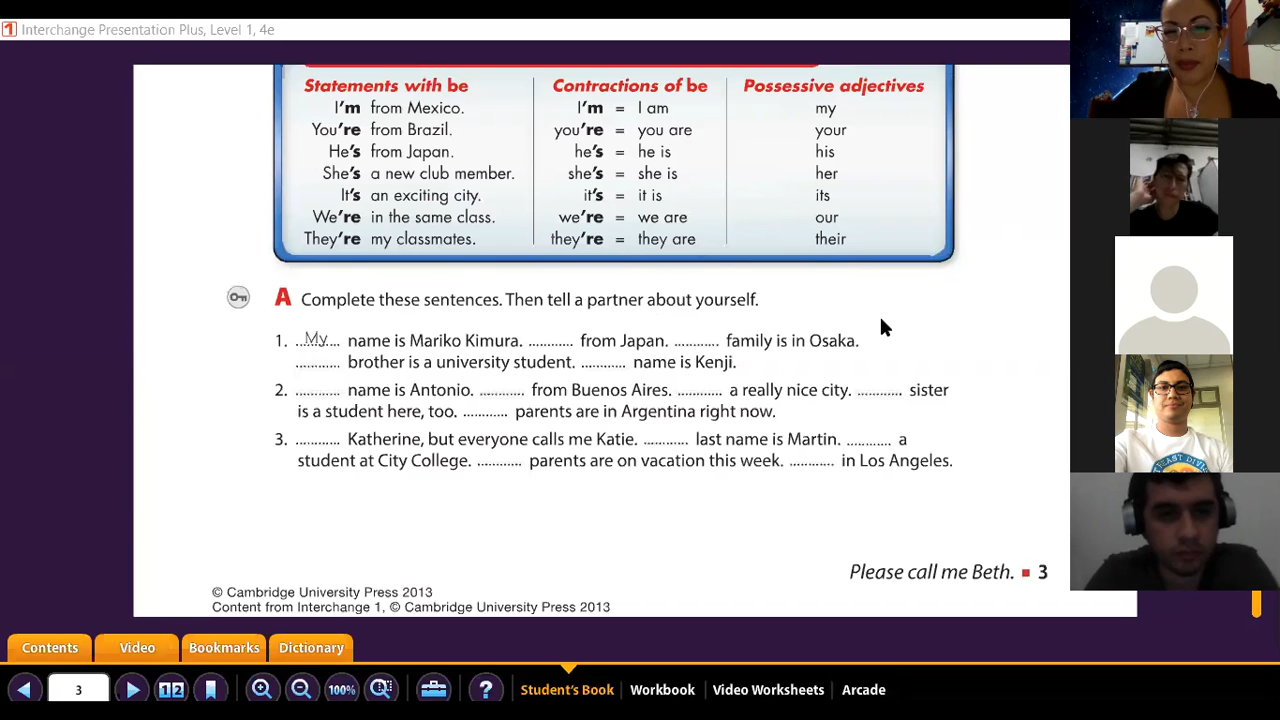 Interchange Presentation Plus, Level 1, 4e
Statements with be Contractions of be Possessive adjectives
I'm from Mexico. I'm = I am my
You're from Brazil. you're = you are your
He's from Japan. he's = he is his
She's a new club member. she's = she is her
It's an exciting city. it's = it is its
We're in the same class. we're = we are our
They're my classmates. they're = they are their
A Complete these sentences. Then tell a partner about yourself.
1. ....My.... name is Mariko Kimura. ............ from Japan. ............ family is in Osaka.
............ brother is a university student. ............ name is Kenji.
2. ............ name is Antonio. ............ from Buenos Aires. ............ a really nice city. ............ sister
is a student here, too. ............ parents are in Argentina right now.
3. ............ Katherine, but everyone calls me Katie. ............ last name is Martin. ............ a
student at City College. ............ parents are on vacation this week. ............ in Los Angeles.
Please call me Beth. ■ 3
© Cambridge University Press 2013
Content from Interchange 1, © Cambridge University Press 2013
Contents Video Bookmarks Dictionary
3 1 2 100% ? Student's Book Workbook Video Worksheets Arcade